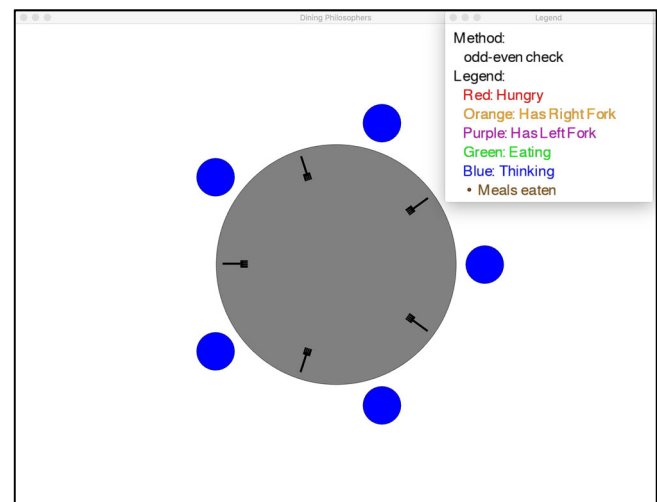 Dining Philosophers
Legend
Method:
odd-even check
Legend:
Red: Hungry
Orange: Has Right Fork
Purple: Has Left Fork
Green: Eating
Blue: Thinking
• Meals eaten